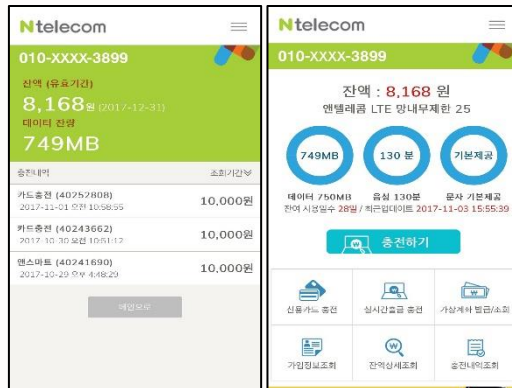 Ntelecom
010-XXXX-3899
잔액 (유효기간)
8,168원 (2017-12-31)
데이터 잔량
749MB
충전내역 조회기간
카드충전 (40252808)
2017-11-01 오전 10:58:55
10,000원
카드충전 (40243662)
2017-10-30 오전 10:51:12
10,000원
앤스마트 (40241690)
2017-10-29 오후 4:48:29
10,000원
메인으로
Ntelecom
010-XXXX-3899
잔액 : 8,168 원
앤텔레콤 LTE 망내무제한 25
749MB
130 분
기본제공
데이터 750MB
음성 130분
문자 기본제공
잔여 사용일수 28일 / 최근업데이트 2017-11-03 15:55:39
충전하기
신용카드 충전
실시간출금 충전
가상계좌 발급/조회
가입정보조회
잔액상세조회
충전내역조회